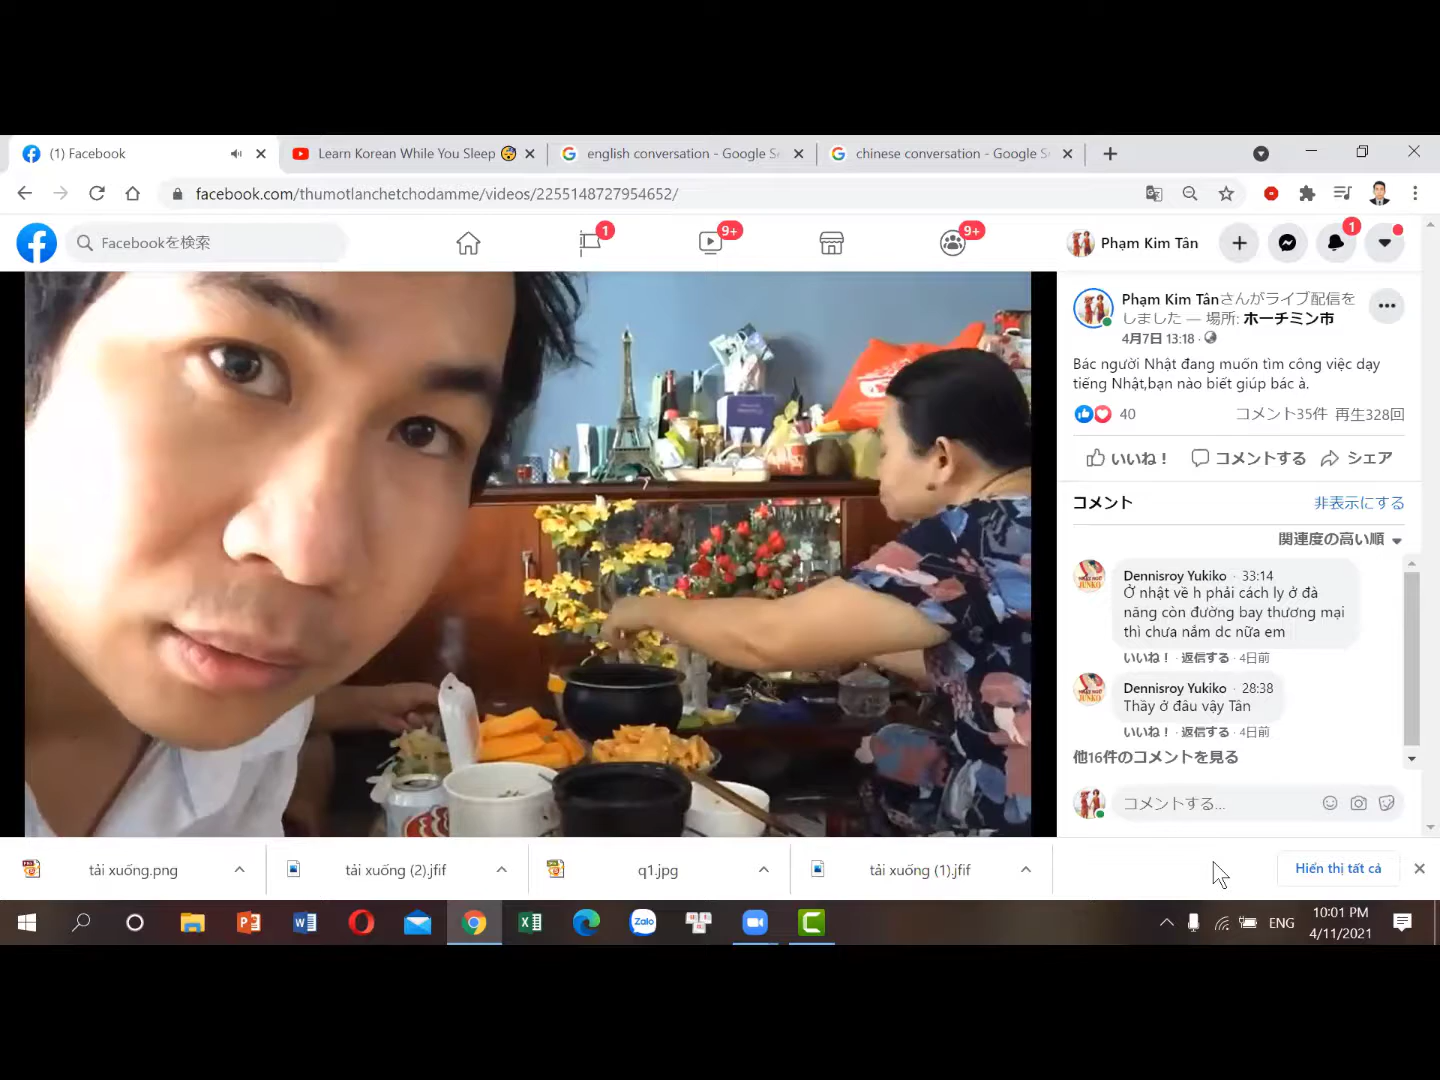 (1) Facebook
Learn Korean While You Sleep 😴
english conversation - Google Se
chinese conversation - Google Se
facebook.com/thumotlanchetchodamme/videos/2255148727954652/
Facebookを検索
1
9+
9+
Phạm Kim Tân
1
Phạm Kim Tânさんがライブ配信を
しました — 場所: ホーチミン市
4月7日 13:18 ·
Bác người Nhật đang muốn tìm công việc dạy
tiếng Nhật,bạn nào biết giúp bác à.
40
コメント35件 再生328回
いいね！
コメントする
シェア
コメント
非表示にする
関連度の高い順
Dennisroy Yukiko · 33:14
Ở nhật về h phải cách ly ở đà
nãng còn đường bay thương mại
thì chưa nắm dc nữa em
いいね！ · 返信する · 4日前
Dennisroy Yukiko · 28:38
Thầy ở đâu vậy Tân
いいね！ · 返信する · 4日前
他16件のコメントを見る
コメントする...
tải xuống.png
tải xuống (2).jfif
q1.jpg
tải xuống (1).jfif
Hiển thị tất cả
Zalo
ENG
10:01 PM
4/11/2021